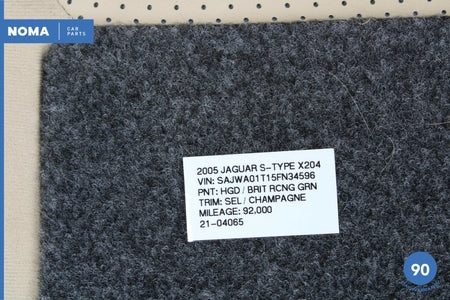 NOMA
CAR
PARTS
2005 JAGUAR S-TYPE X204
VIN: SAJWA01T15FN34596
PNT: HGD / BRIT RCNG GRN
TRIM: SEL / CHAMPAGNE
MILEAGE: 92,000
21-04065
90